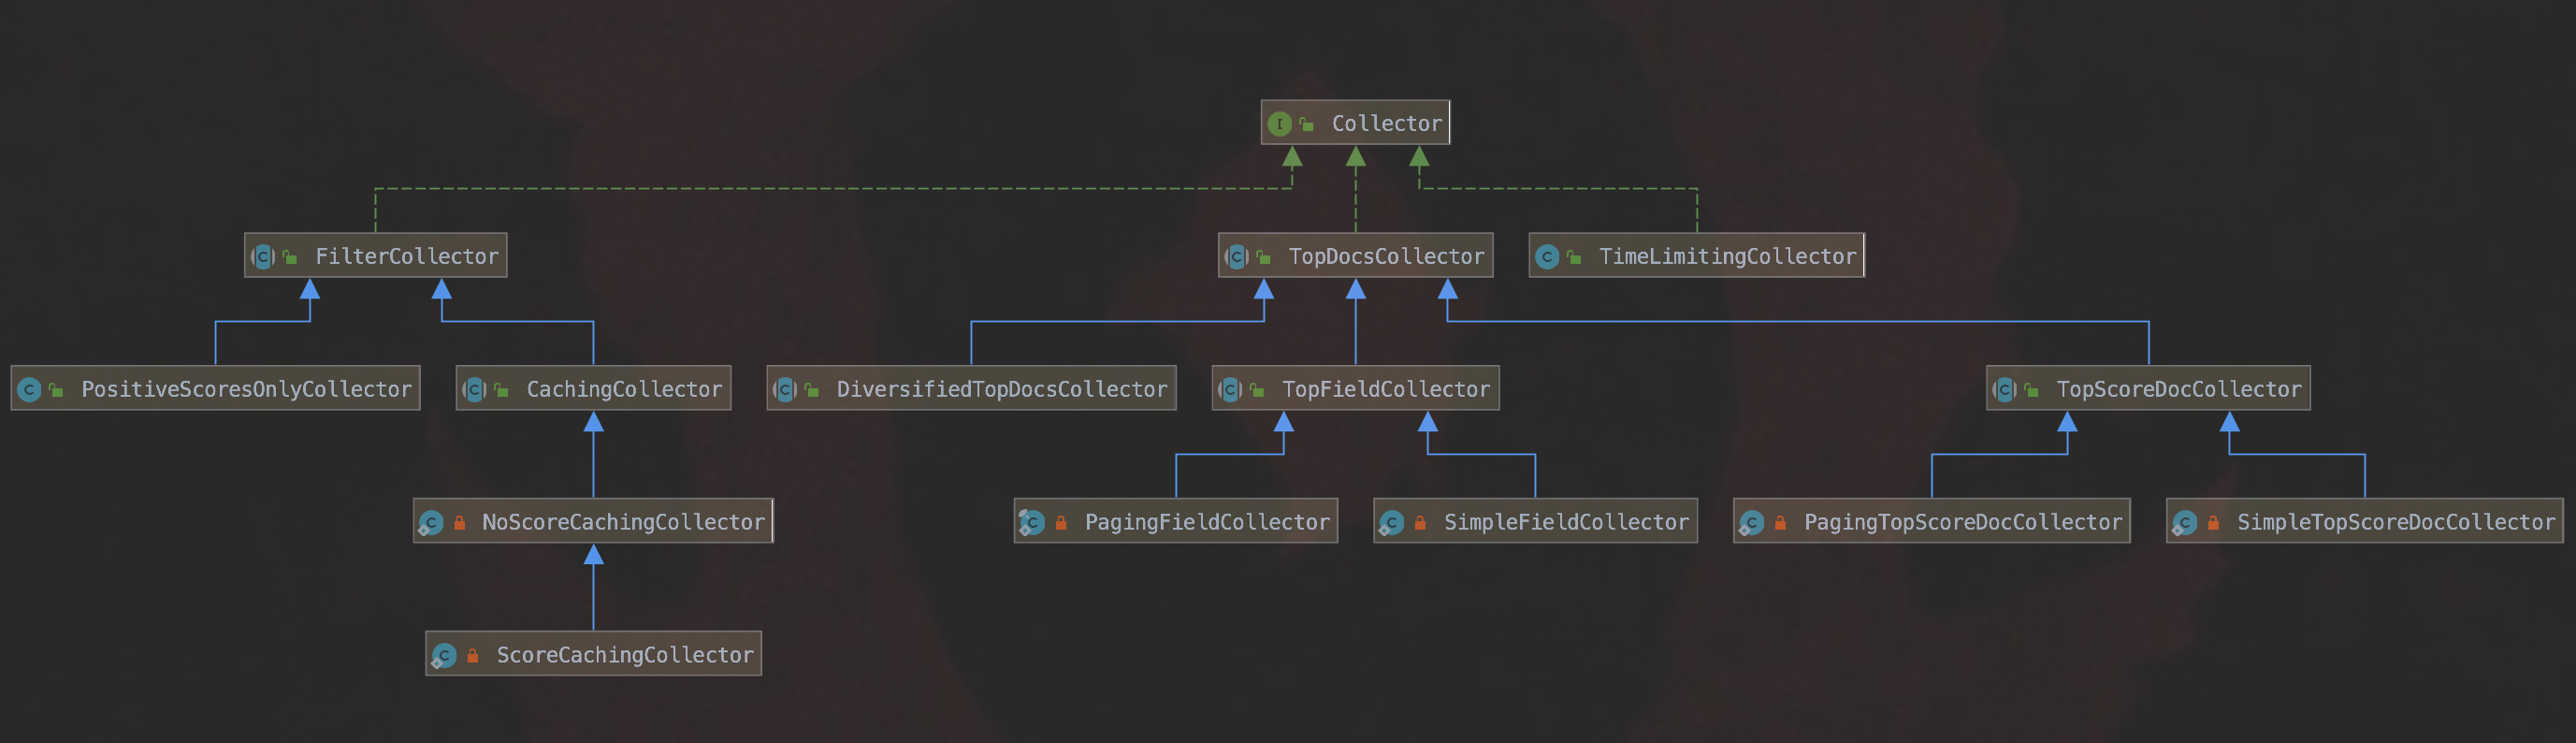 Collector
FilterCollector
TopDocsCollector
TimeLimitingCollector
PositiveScoresOnlyCollector
CachingCollector
DiversifiedTopDocsCollector
TopFieldCollector
TopScoreDocCollector
NoScoreCachingCollector
PagingFieldCollector
SimpleFieldCollector
PagingTopScoreDocCollector
SimpleTopScoreDocCollector
ScoreCachingCollector